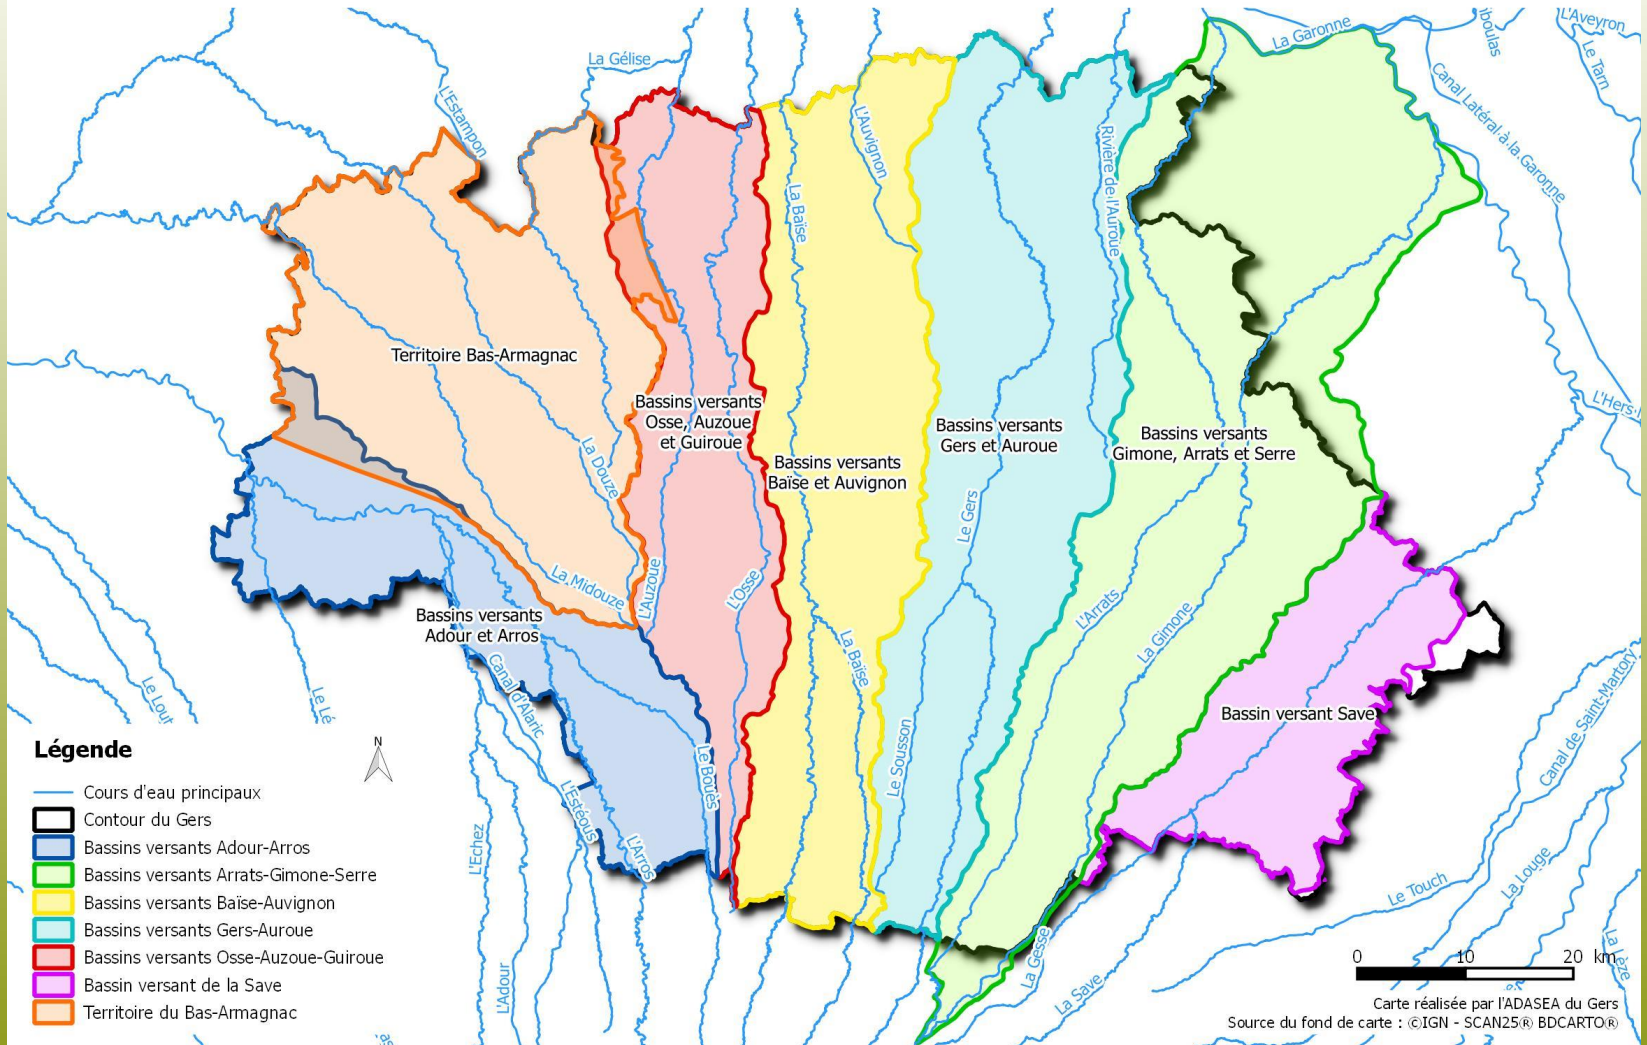 La Garonne
L'Aveyron
Le Tarn
La Gélise
L'Estampon
Canal Latéral à la Garonne
L'Auvignon
Rivière de l'Auroue
La Baïse
Territoire Bas-Armagnac
Bassins versants
Osse, Auzoue
et Guiroue
Bassins versants
Gers et Auroue
Bassins versants
Gimone, Arrats et Serre
Bassins versants
Baïse et Auvignon
La Douze
Le Gers
La Midouze
L'Auzoue
L'Osse
L'Arrats
La Gimone
Bassins versants
Adour et Arros
La Baïse
Canal d'Alaric
Le Lout
Le Lé
Bassin versant Save
Canal de Saint-Martory
Le Sousson
Le Bouès
L'Estéous
L'Arros
L'Echez
L'Adour
La Gesse
La Save
Le Touch
La Louge
La Lèze
Légende
N
Cours d'eau principaux
Contour du Gers
Bassins versants Adour-Arros
Bassins versants Arrats-Gimone-Serre
Bassins versants Baïse-Auvignon
Bassins versants Gers-Auroue
Bassins versants Osse-Auzoue-Guiroue
Bassin versant de la Save
Territoire du Bas-Armagnac
0 10 20 km
Carte réalisée par l'ADASEA du Gers
Source du fond de carte : ©IGN - SCAN25® BDCARTO®